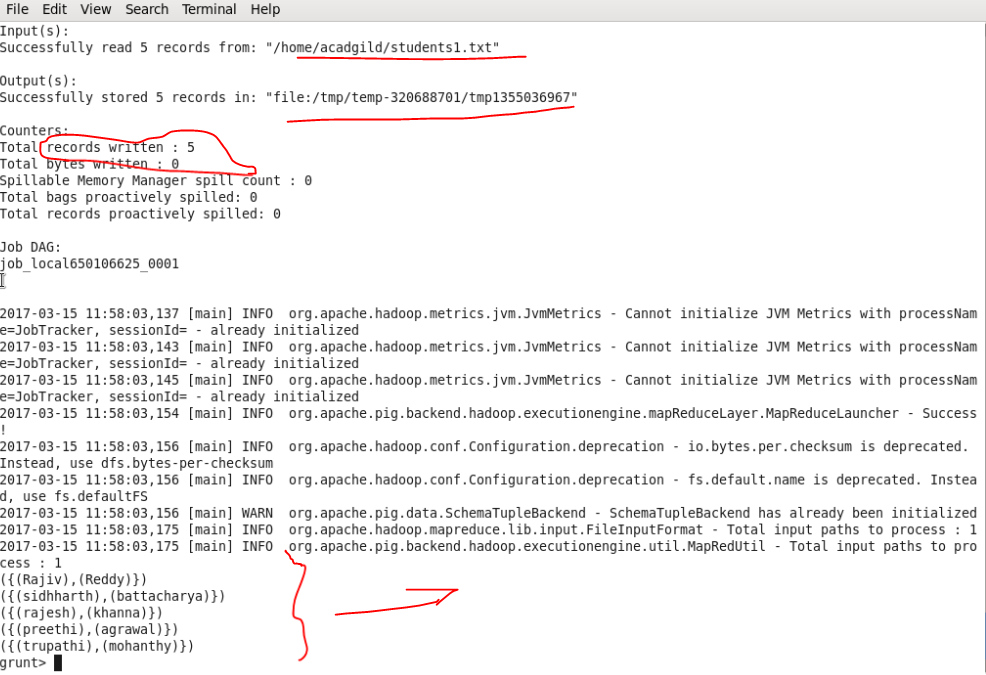 File Edit View Search Terminal Help
Input(s):
Successfully read 5 records from: "/home/acadgild/students1.txt"
Output(s):
Successfully stored 5 records in: "file:/tmp/temp-320688701/tmp1355036967"
Counters:
Total records written : 5
Total bytes written : 0
Spillable Memory Manager spill count : 0
Total bags proactively spilled: 0
Total records proactively spilled: 0
Job DAG:
job_local650106625_0001
2017-03-15 11:58:03,137 [main] INFO  org.apache.hadoop.metrics.jvm.JvmMetrics - Cannot initialize JVM Metrics with processNam
e=JobTracker, sessionId= - already initialized
2017-03-15 11:58:03,143 [main] INFO  org.apache.hadoop.metrics.jvm.JvmMetrics - Cannot initialize JVM Metrics with processNam
e=JobTracker, sessionId= - already initialized
2017-03-15 11:58:03,145 [main] INFO  org.apache.hadoop.metrics.jvm.JvmMetrics - Cannot initialize JVM Metrics with processNam
e=JobTracker, sessionId= - already initialized
2017-03-15 11:58:03,154 [main] INFO  org.apache.pig.backend.hadoop.executionengine.mapReduceLayer.MapReduceLauncher - Success
!
2017-03-15 11:58:03,156 [main] INFO  org.apache.hadoop.conf.Configuration.deprecation - io.bytes.per.checksum is deprecated.
Instead, use dfs.bytes-per-checksum
2017-03-15 11:58:03,156 [main] INFO  org.apache.hadoop.conf.Configuration.deprecation - fs.default.name is deprecated. Instea
d, use fs.defaultFS
2017-03-15 11:58:03,156 [main] WARN  org.apache.pig.data.SchemaTupleBackend - SchemaTupleBackend has already been initialized
2017-03-15 11:58:03,175 [main] INFO  org.apache.hadoop.mapreduce.lib.input.FileInputFormat - Total input paths to process : 1
2017-03-15 11:58:03,175 [main] INFO  org.apache.pig.backend.hadoop.executionengine.util.MapRedUtil - Total input paths to pro
cess : 1
({(Rajiv),(Reddy)})
({(sidhharth),(battacharya)})
({(rajesh),(khanna)})
({(preethi),(agrawal)})
({(trupathi),(mohanthy)})
grunt>